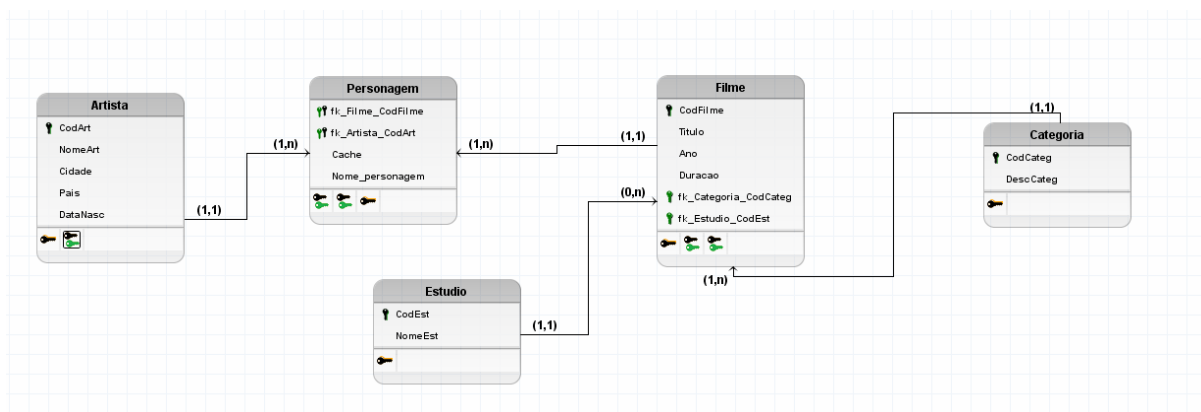 Artista
CodArt
NomeArt
Cidade
Pais
DataNasc
(1,1)
(1,n)
Personagem
fk_Filme_CodFilme
fk_Artista_CodArt
Cache
Nome_personagem
(1,n)
(1,1)
Filme
CodFilme
Titulo
Ano
Duracao
fk_Categoria_CodCateg
fk_Estudio_CodEst
(0,n)
(1,n)
(1,1)
Categoria
CodCateg
DescCateg
Estudio
CodEst
NomeEst
(1,1)